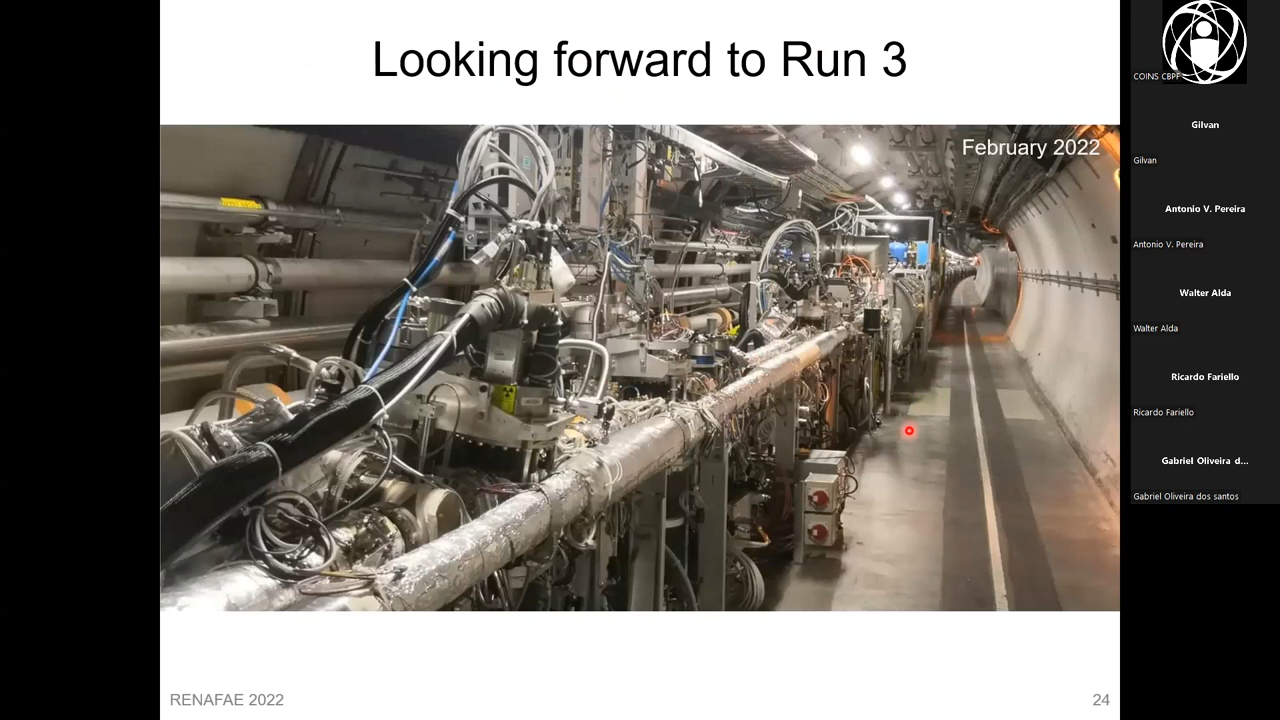 Looking forward to Run 3
February 2022
RENAFAE 2022
24
COINS CBPF
Gilvan
Gilvan
Antonio V. Pereira
Antonio V. Pereira
Walter Alda
Walter Alda
Ricardo Fariello
Ricardo Fariello
Gabriel Oliveira d...
Gabriel Oliveira dos santos